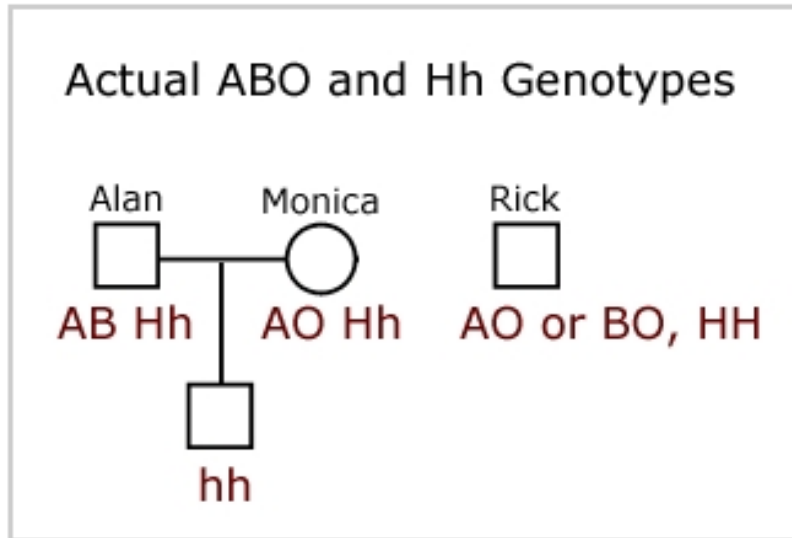 Actual ABO and Hh Genotypes
Alan Monica Rick
AB Hh AO Hh AO or BO, HH
hh